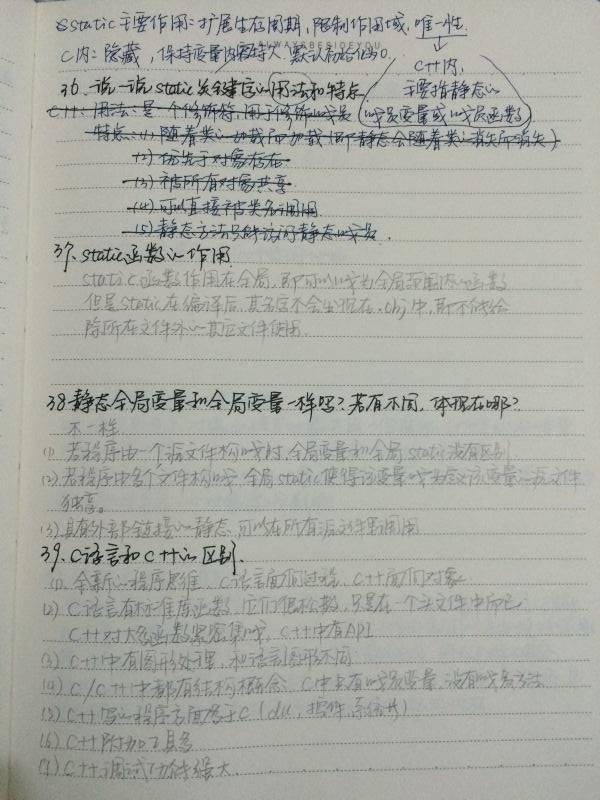 static主要作用：扩展生存周期，限制作用域，唯一性
C内：隐藏，保持变量内容持久，默认初始化为0
C++内，
主要指静态的
(成员变量或成员函数)
36.说一说static关键字的用法和特点
C++：用法：是一个修饰符，用于修饰成员
特点：(1)随着类的加载而加载(即静态会随着类的消失而消失)
(2)优先于对象存在
(3)被所有对象共享
(4)可以直接被类名调用
(5)静态方法只能访问静态成员.
37.static函数的作用
static函数作用在全局，即可以成为全局范围内的函数
但是static在编译后，其名字不会出现在.obj中，即不能给
除所在文件外的其它文件使用.
38.静态全局变量和全局变量一样吗？若有不同，体现在哪？
不一样
(1)若程序由一个源文件构成时，全局变量和全局static没有区别
(2)若程序由多个文件构成，全局static使得该变量成为定义该变量的源文件
独享。
(3)具有外部链接的静态，可以在所有源文件里调用
39.C语言和C++的区别.
(1)全新的程序思维，C语言面向过程，C++面向对象
(2)C语言有标准库函数，它们很松散，只是在一个头文件中而已
C++对大多函数紧密集成，C++中有API
(3)C++中有图形处理，和语言图形不同
(4)C/C++中都有结构概念，C中只有成员变量，没有成员方法
(5)C++写的程序方面多于C(dll，控件，系统等)
(6)C++附加工具多
(7)C++调试功能强大.